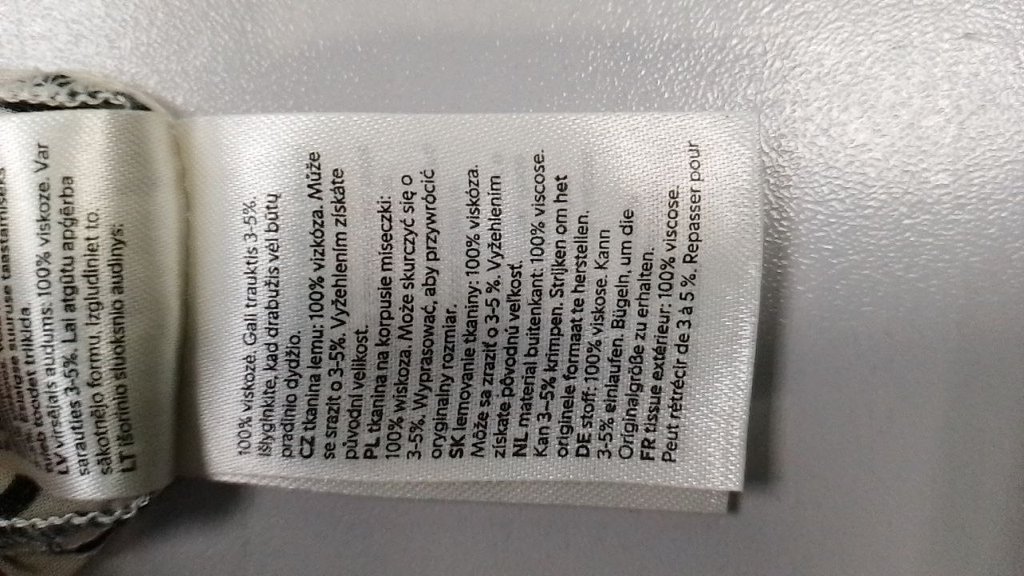 LV virsējais audums: 100% viskoze. Var
sarauties 3-5%. Lai atgūtu apģērba
sākotnējo formu, izgludiniet to.
LT išorinio sluoksnio audinys:
100% viskozė. Gali trauktis 3-5%.
Išlyginkite, kad drabužis vėl būtų
pradinio dydžio.
CZ tkanina lemu: 100% vizkóza. Může
se srazit o 3-5%. Vyžehlením získáte
původní velikost.
PL tkanina na korpusie miseczki:
100% wiskoza. Może skurczyć się o
3-5%. Wyprasować, aby przywrócić
oryginalny rozmiar.
SK lemovanie tkaniny: 100% viskóza.
Môže sa zraziť o 3-5 %. Vyžehlením
získate pôvodnú veľkosť.
NL material buitenkant: 100% viscose.
Kan 3-5% krimpen. Strijken om het
originele formaat te herstellen.
DE stoff: 100% viskose. Kann
3-5% einlaufen. Bügeln, um die
Originalgröße zu erhalten.
FR tissue extérieur: 100% viscose.
Peut rétrécir de 3 à 5 %. Repasser pour